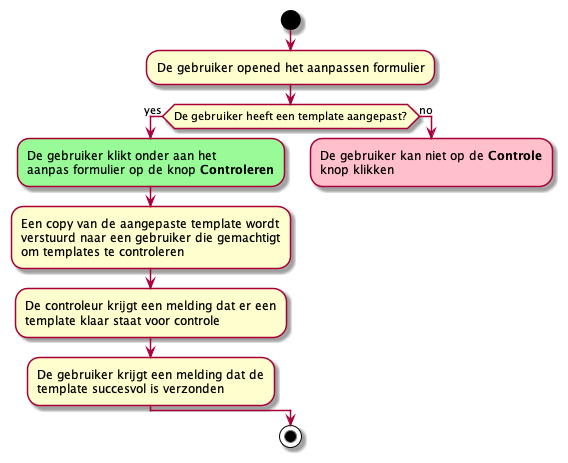 De gebruiker opened het aanpassen formulier
yes
De gebruiker heeft een template aangepast?
no
De gebruiker klikt onder aan het
aanpas formulier op de knop Controleren
De gebruiker kan niet op de Controle
knop klikken
Een copy van de aangepaste template wordt
verstuurd naar een gebruiker die gemachtigt
om templates te controleren
De controleur krijgt een melding dat er een
template klaar staat voor controle
De gebruiker krijgt een melding dat de
template succesvol is verzonden